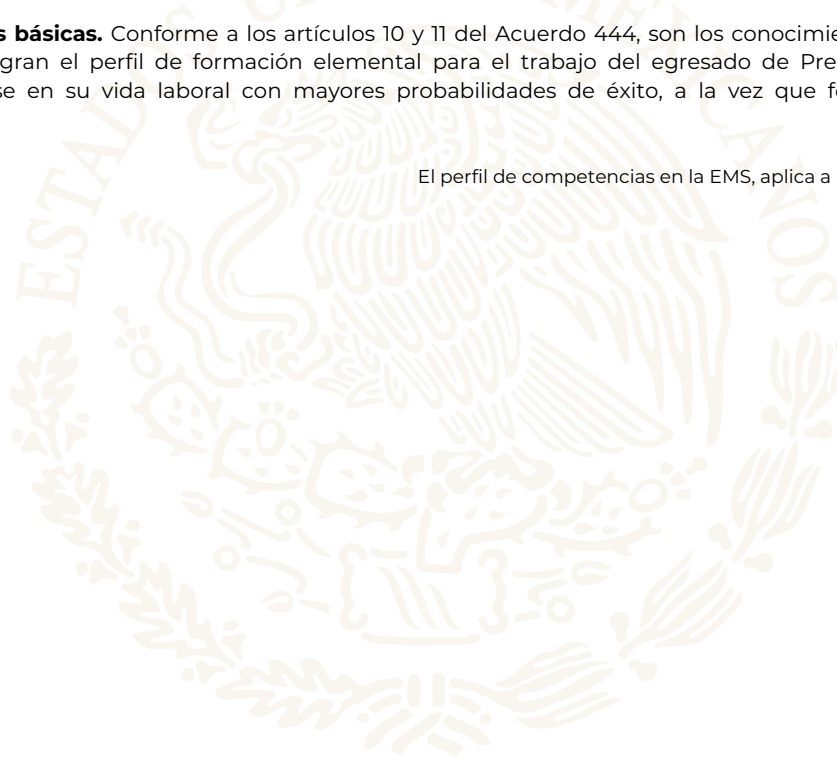 s básicas. Conforme a los artículos 10 y 11 del Acuerdo 444, son los conocimie
gran el perfil de formación elemental para el trabajo del egresado de Pre
se en su vida laboral con mayores probabilidades de éxito, a la vez que f
El perfil de competencias en la EMS, aplica a
ESTADOS U MEXICANOS